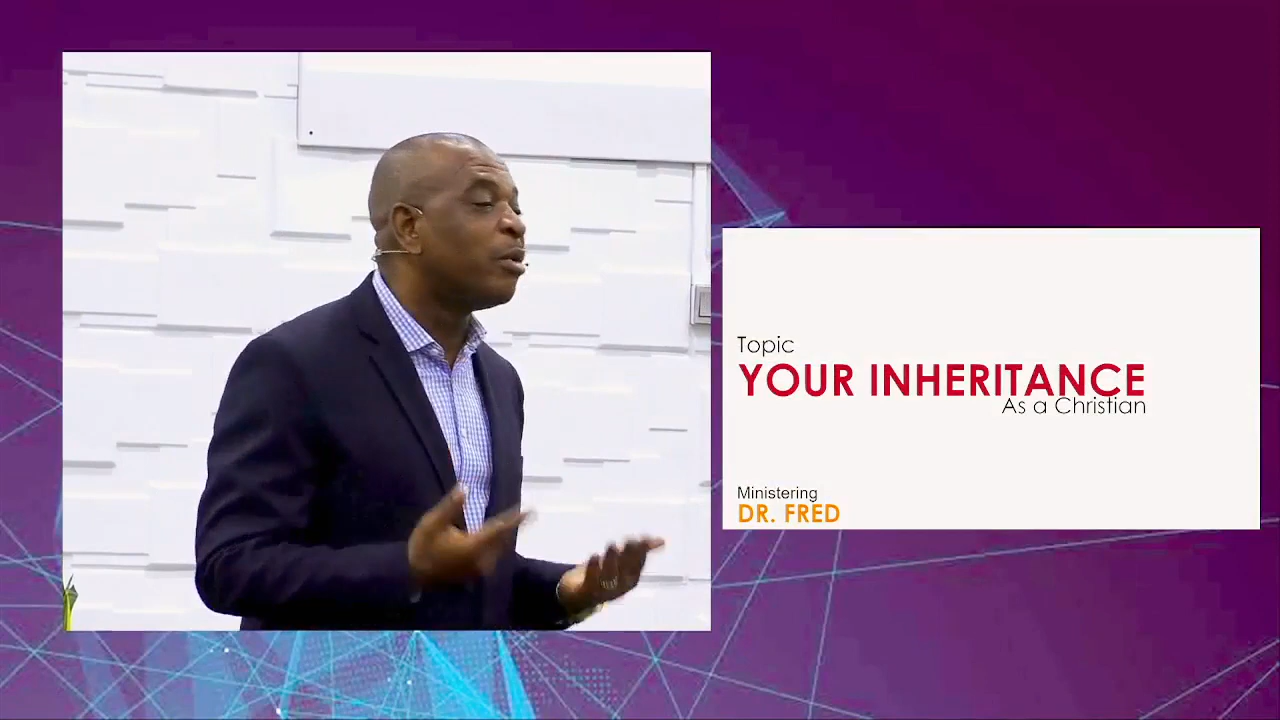 Topic
YOUR INHERITANCE
As a Christian
Ministering
DR. FRED